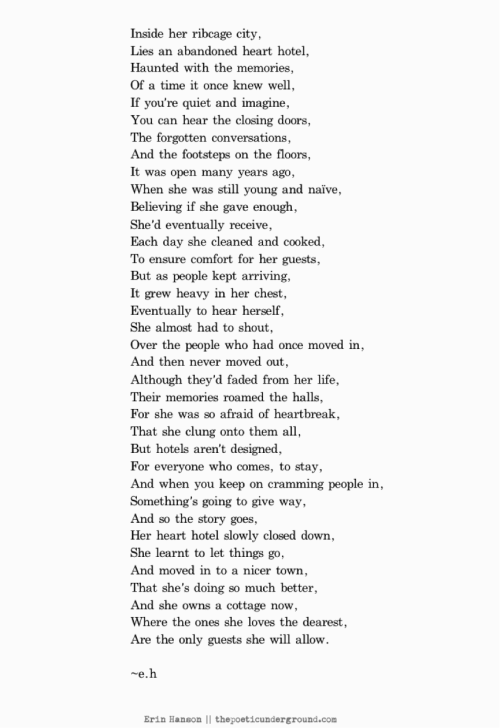 Inside her ribcage city,
Lies an abandoned heart hotel,
Haunted with the memories,
Of a time it once knew well,
If you're quiet and imagine,
You can hear the closing doors,
The forgotten conversations,
And the footsteps on the floors,
It was open many years ago,
When she was still young and naïve,
Believing if she gave enough,
She'd eventually receive,
Each day she cleaned and cooked,
To ensure comfort for her guests,
But as people kept arriving,
It grew heavy in her chest,
Eventually to hear herself,
She almost had to shout,
Over the people who had once moved in,
And then never moved out,
Although they'd faded from her life,
Their memories roamed the halls,
For she was so afraid of heartbreak,
That she clung onto them all,
But hotels aren't designed,
For everyone who comes, to stay,
And when you keep on cramming people in,
Something's going to give way,
And so the story goes,
Her heart hotel slowly closed down,
She learnt to let things go,
And moved in to a nicer town,
That she's doing so much better,
And she owns a cottage now,
Where the ones she loves the dearest,
Are the only guests she will allow.
~e.h
Erin Hanson || thepoeticunderground.com